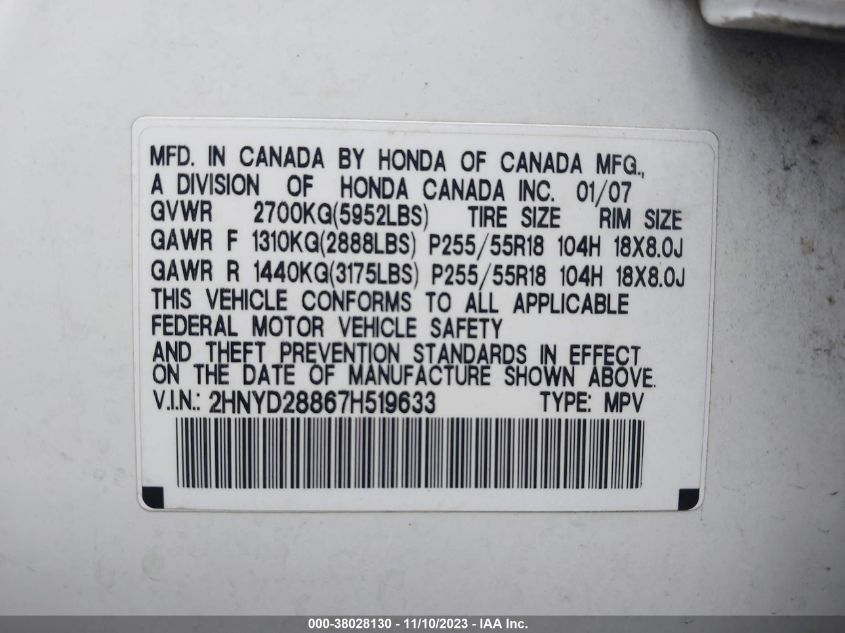 MFD. IN CANADA BY HONDA OF CANADA MFG.,
A DIVISION OF HONDA CANADA INC. 01/07
GVWR 2700KG(5952LBS) TIRE SIZE RIM SIZE
GAWR F 1310KG(2888LBS) P255/55R18 104H 18X8.0J
GAWR R 1440KG(3175LBS) P255/55R18 104H 18X8.0J
THIS VEHICLE CONFORMS TO ALL APPLICABLE
FEDERAL MOTOR VEHICLE SAFETY
AND THEFT PREVENTION STANDARDS IN EFFECT
ON THE DATE OF MANUFACTURE SHOWN ABOVE.
V.I.N.: 2HNYD28867H519633 TYPE: MPV
000-38028130 - 11/10/2023 - IAA Inc.